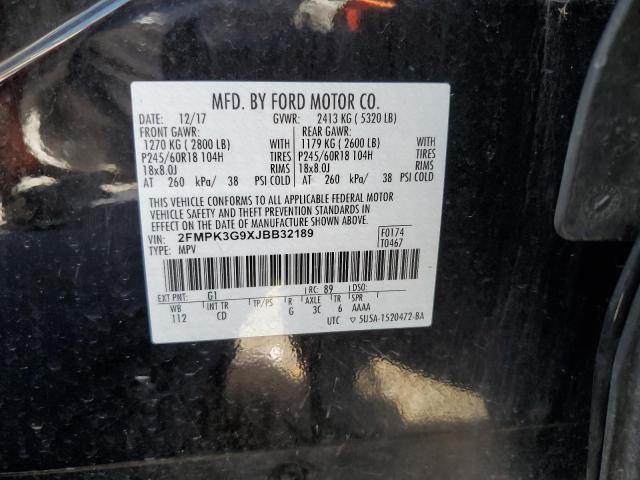 MFD. BY FORD MOTOR CO.
DATE: 12/17 GVWR: 2413 KG ( 5320 LB)
FRONT GAWR: REAR GAWR:
1270 KG ( 2800 LB) WITH 1179 KG ( 2600 LB) WITH
P245/60R18 104H TIRES P245/60R18 104H TIRES
18x8.0J RIMS 18x8.0J RIMS
AT 260 kPa/ 38 PSI COLD AT 260 kPa/ 38 PSI COLD
THIS VEHICLE CONFORMS TO ALL APPLICABLE FEDERAL MOTOR
VEHICLE SAFETY AND THEFT PREVENTION STANDARDS IN
EFFECT ON THE DATE OF MANUFACTURE SHOWN ABOVE.
VIN: 2FMPK3G9XJBB32189 F0174
TYPE: MPV T0467
EXT PNT: G1 RC: 89 DSO:
WB INT TR TP/PS R AXLE TR SPR
112 CD G 3C 6 AAAA
UTC ▽ 5U5A-1520472-BA